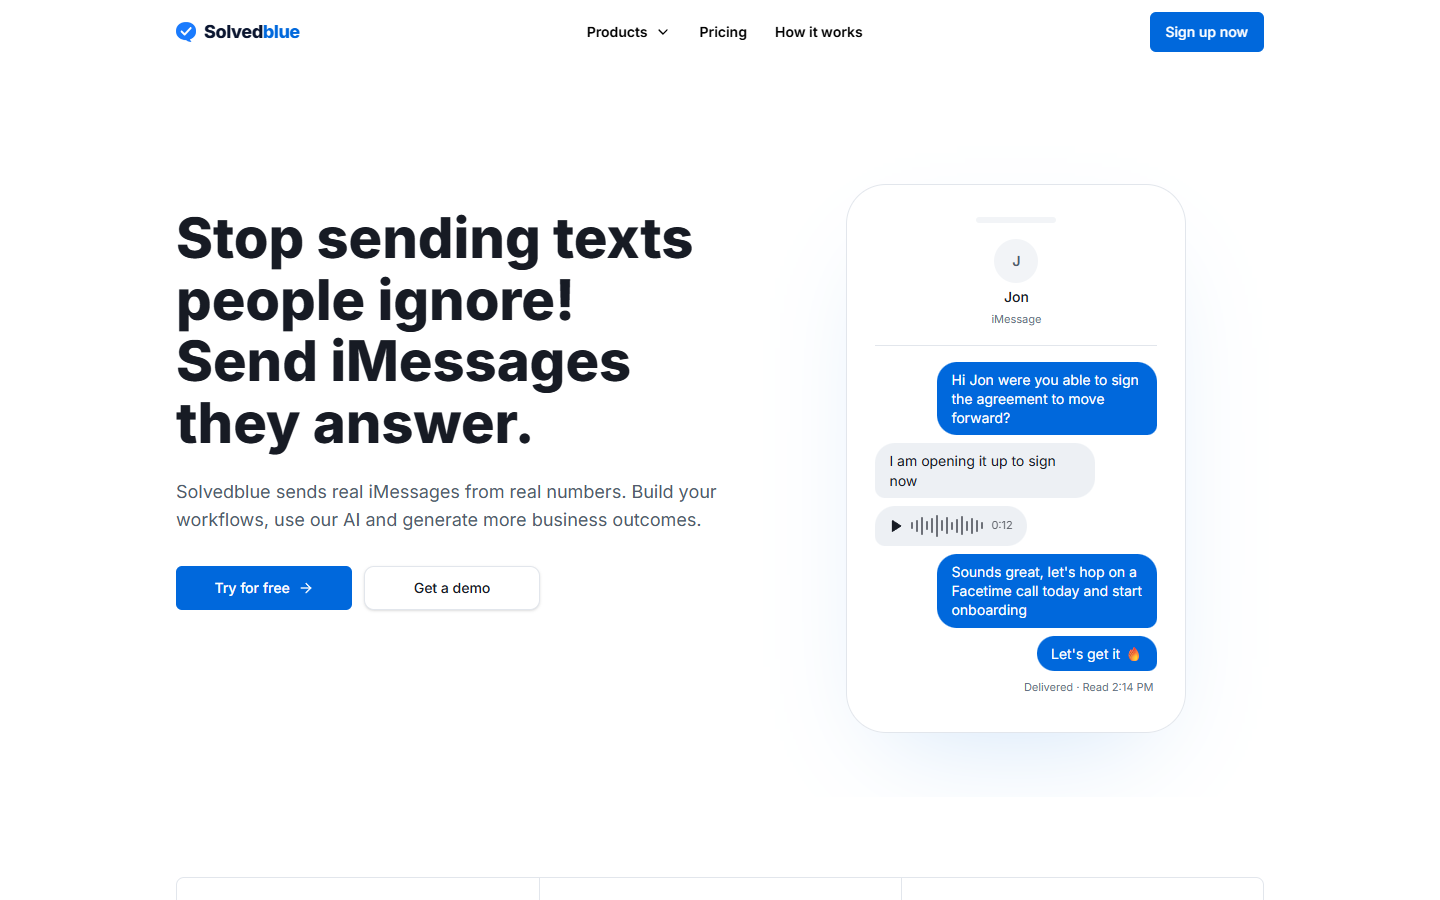 Solvedblue
Products
Pricing
How it works
Sign up now
Stop sending texts
people ignore!
Send iMessages
they answer.
Solvedblue sends real iMessages from real numbers. Build your
workflows, use our AI and generate more business outcomes.
Try for free
Get a demo
J
Jon
iMessage
Hi Jon were you able to sign
the agreement to move
forward?
I am opening it up to sign
now
0:12
Sounds great, let's hop on a
Facetime call today and start
onboarding
Let's get it 🔥
Delivered · Read 2:14 PM